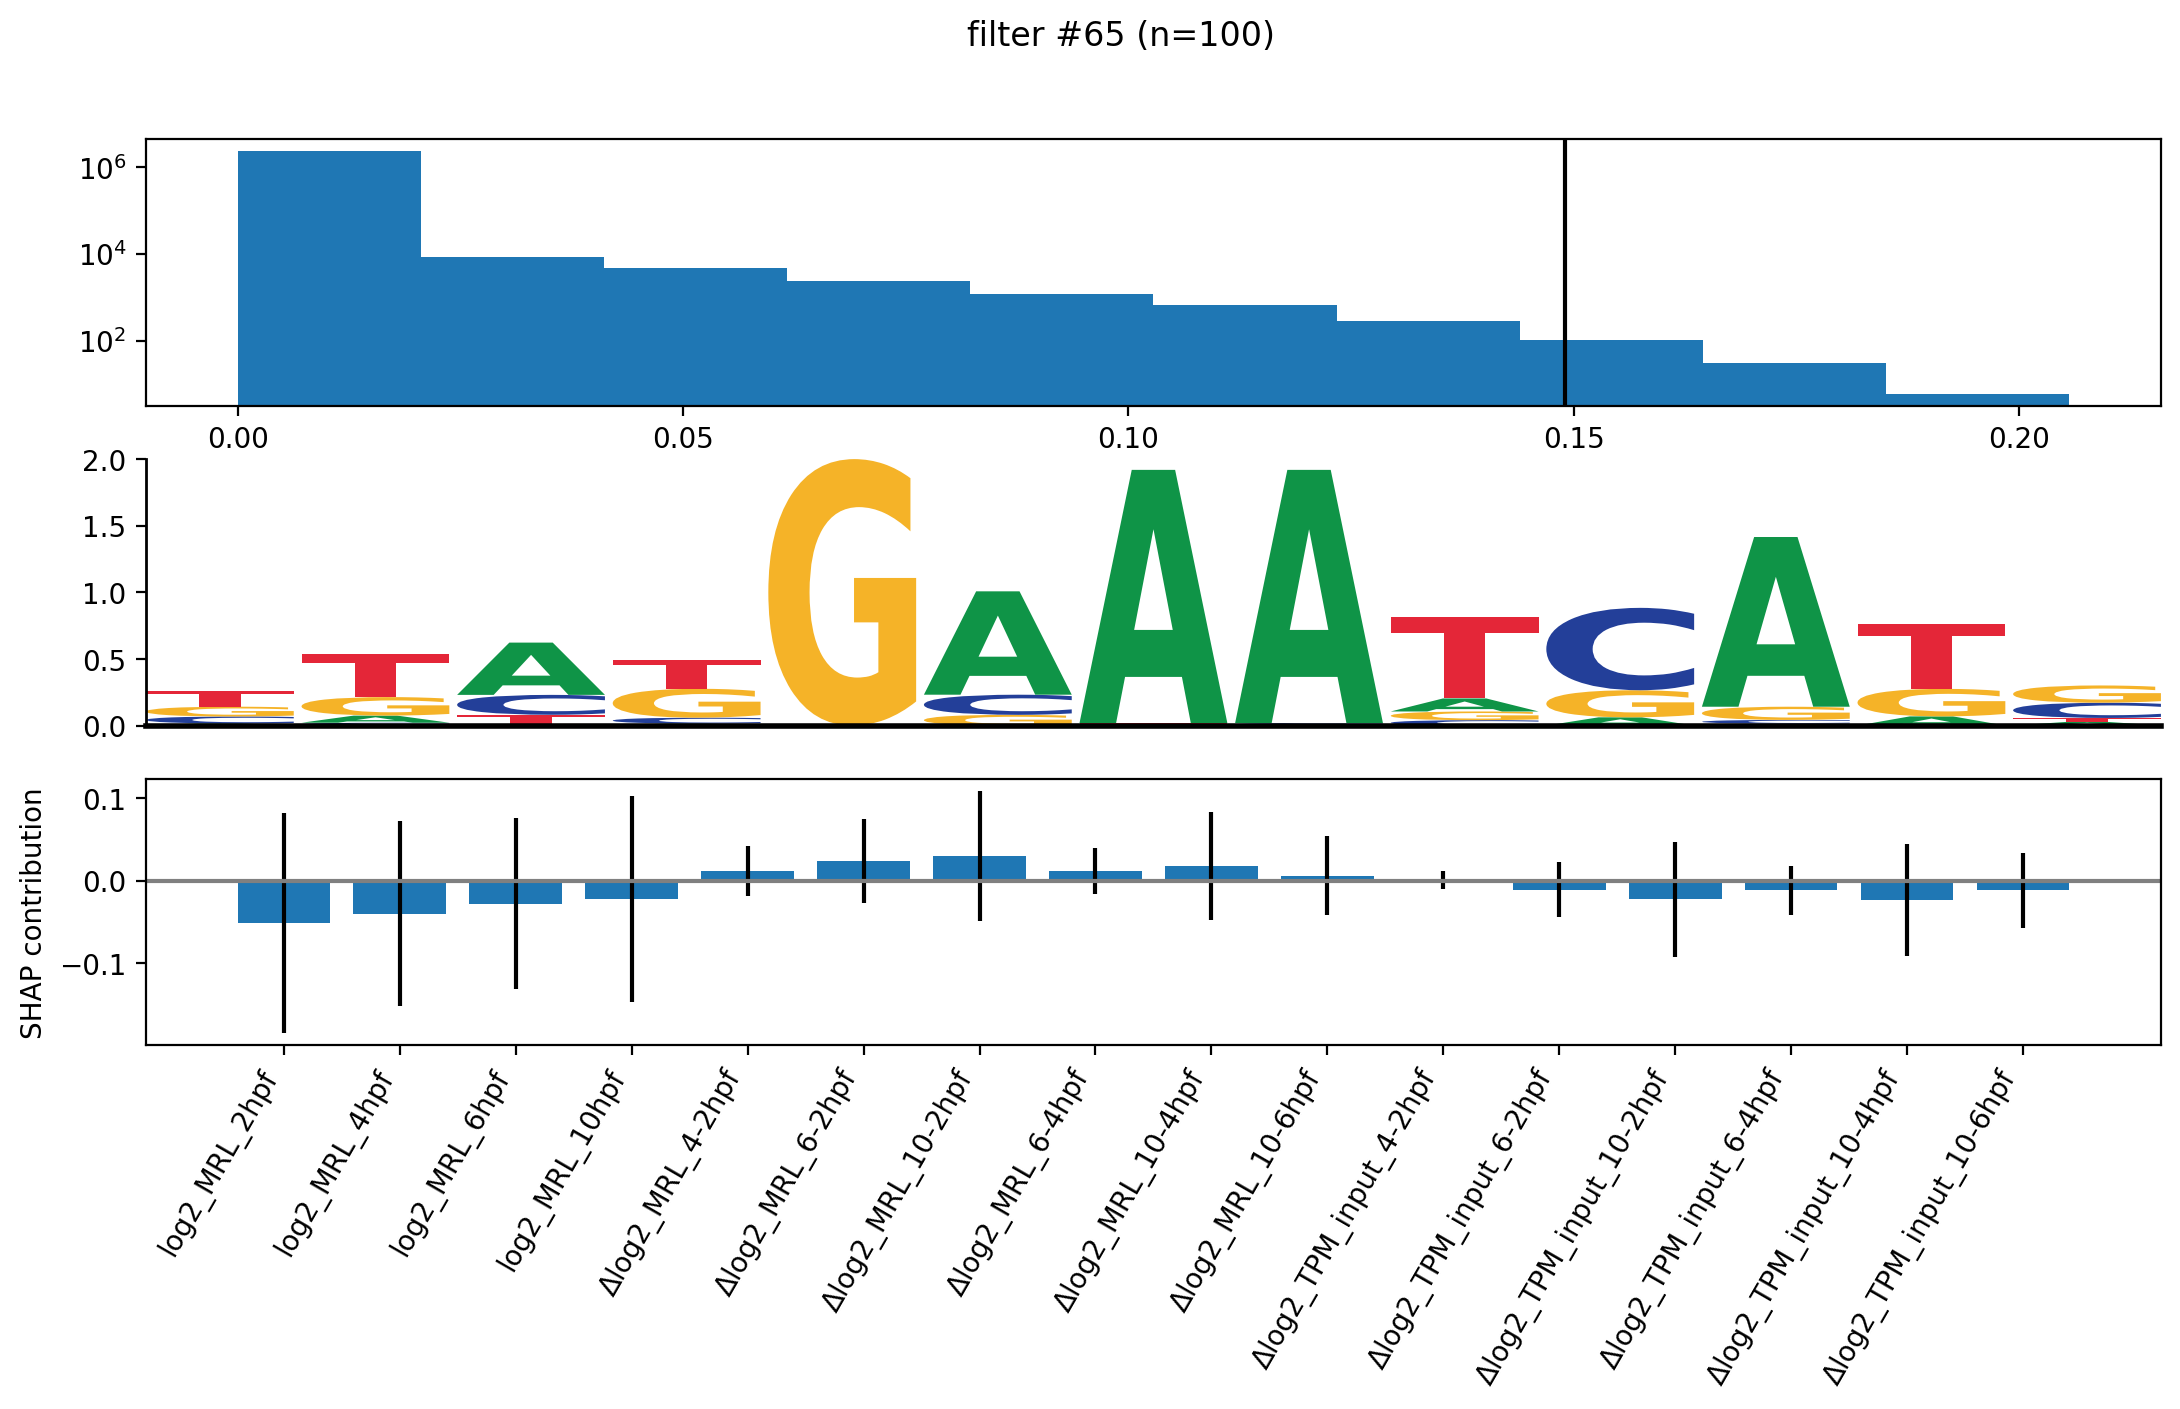 filter #65 (n=100)
10^6
10^4
10^2
0.00 0.05 0.10 0.15 0.20
2.0
1.5
1.0
0.5
0.0
T T A T G A A A T C A T G
G G C G C A G G G C
C A T C G G A C A T
C A
SHAP contribution
0.1
0.0
−0.1
log2_MRL_2hpf
log2_MRL_4hpf
log2_MRL_6hpf
log2_MRL_10hpf
Δlog2_MRL_4-2hpf
Δlog2_MRL_6-2hpf
Δlog2_MRL_10-2hpf
Δlog2_MRL_6-4hpf
Δlog2_MRL_10-4hpf
Δlog2_MRL_10-6hpf
Δlog2_TPM_input_4-2hpf
Δlog2_TPM_input_6-2hpf
Δlog2_TPM_input_10-2hpf
Δlog2_TPM_input_6-4hpf
Δlog2_TPM_input_10-4hpf
Δlog2_TPM_input_10-6hpf